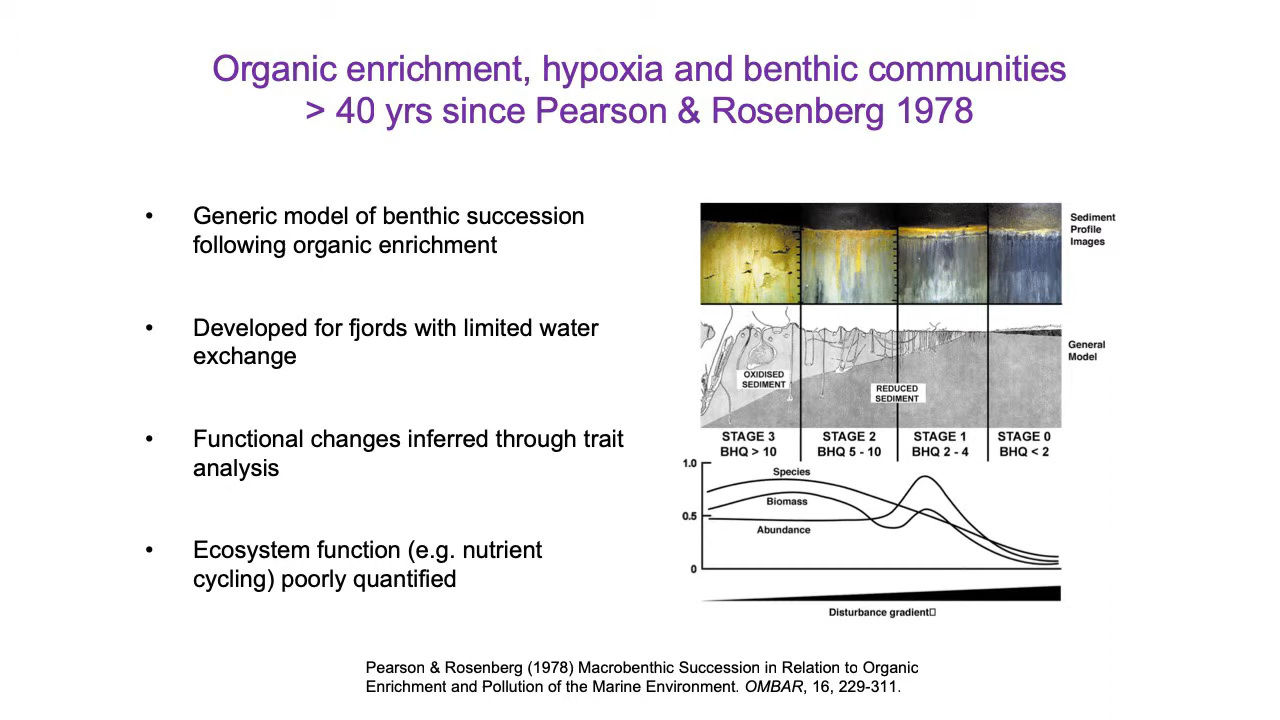 Organic enrichment, hypoxia and benthic communities
> 40 yrs since Pearson & Rosenberg 1978
• Generic model of benthic succession
following organic enrichment
• Developed for fjords with limited water
exchange
• Functional changes inferred through trait
analysis
• Ecosystem function (e.g. nutrient
cycling) poorly quantified
Sediment
Profile
Images
General
Model
OXIDISED
SEDIMENT
REDUCED
SEDIMENT
STAGE 3 STAGE 2 STAGE 1 STAGE 0
BHQ > 10 BHQ 5 - 10 BHQ 2 - 4 BHQ < 2
1.0
Species
Biomass
0.5
Abundance
0
Disturbance gradient□
Pearson & Rosenberg (1978) Macrobenthic Succession in Relation to Organic
Enrichment and Pollution of the Marine Environment. OMBAR, 16, 229-311.